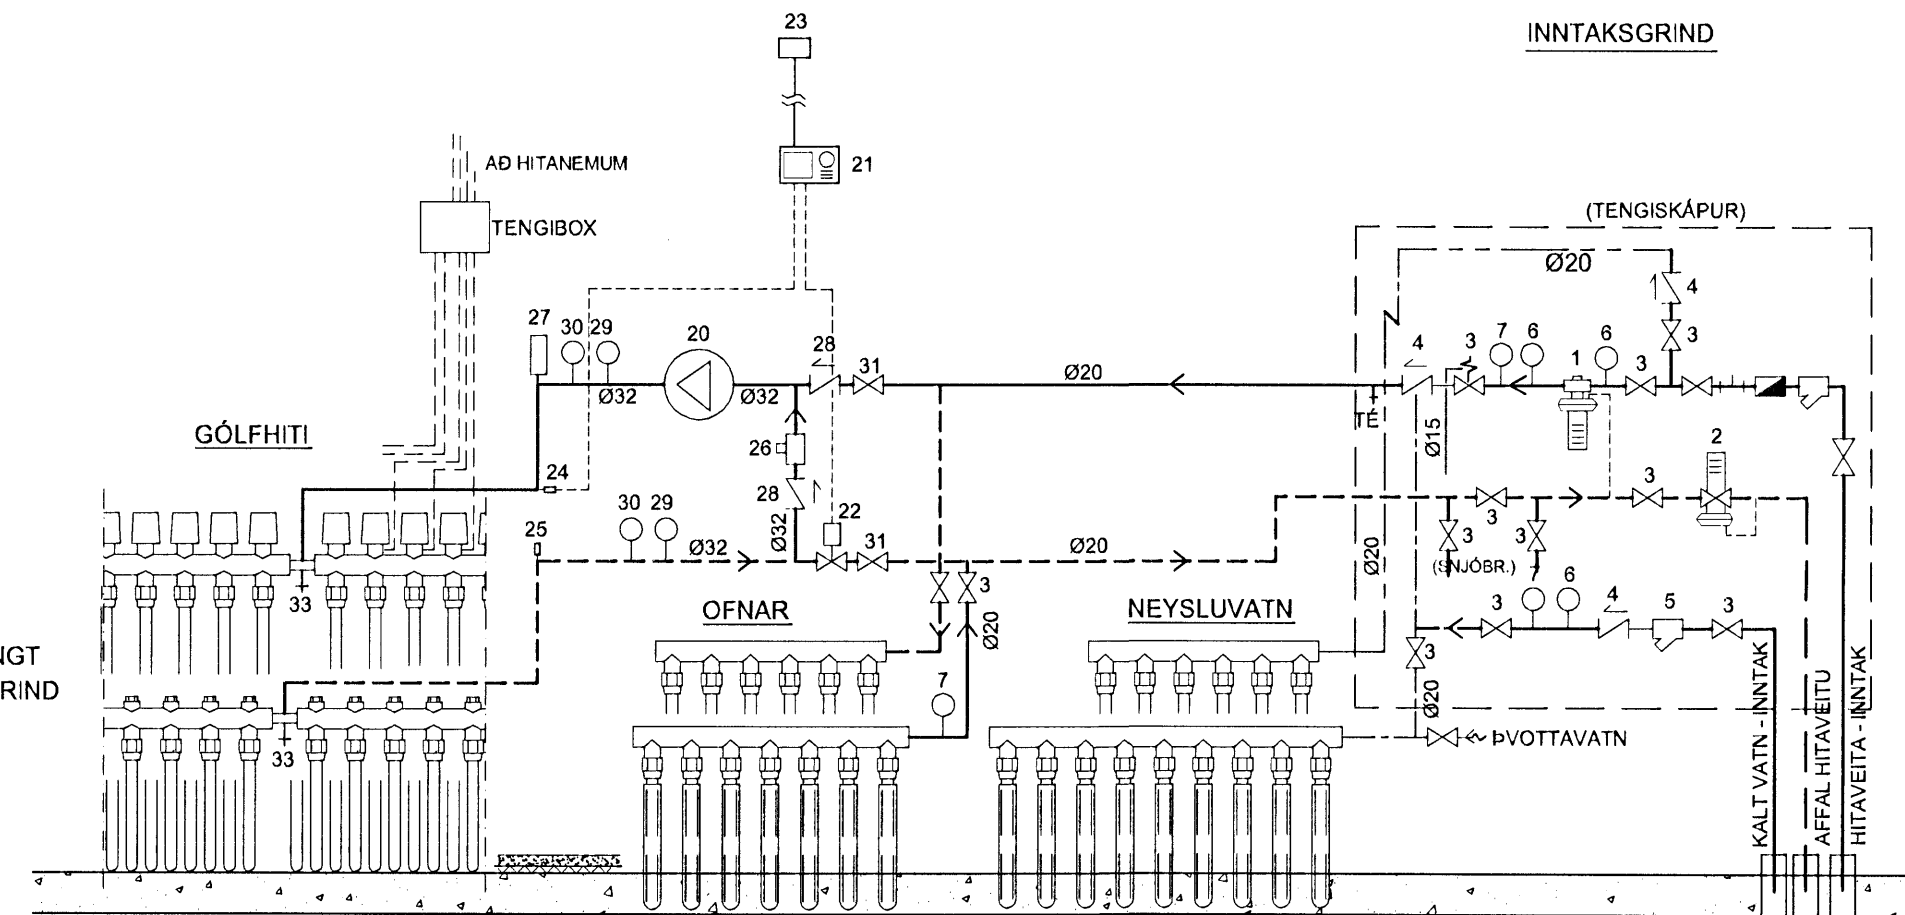 23
INNTAKSGRIND
21
AÐ HITANEMUM
TENGIBOX
(TENGISKÁPUR)
Ø20
4
27
30
29
20
28
31
Ø20
4
3
7
6
1
6
3
3
Ø32
Ø32
TÉ
Ø15
GÓLFHITI
26
24
28
2
3
30
29
22
25
Ø32
Ø32
31
Ø20
Ø20
3
3
3
(SNJÓBR.)
33
3
7
6
4
5
3
3
OFNAR
Ø20
NEYSLUVATN
NGT
RIND
7
3
Ø20
ÞVOTTAVATN
33
KALT VATN - INNTAK
AFFAL HITAVEITU
HITAVEITA - INNTAK